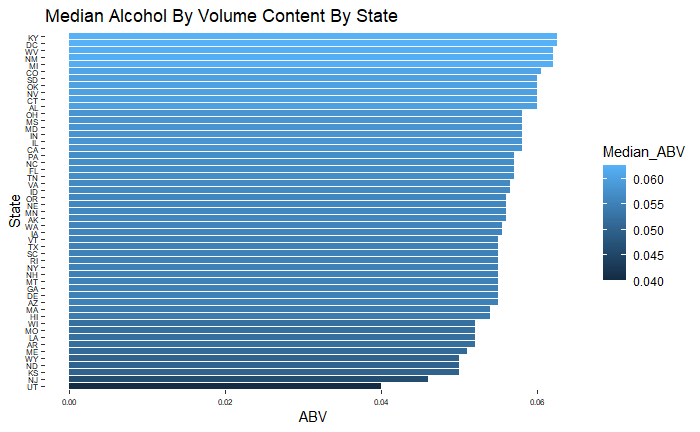 Median Alcohol By Volume Content By State
KY
DC
WV
NM
MI
CO
SD
OK
NV
CT
AL
OH
MS
MD
IN
IL
CA
PA
NC
FL
TN
VA
ID
OR
NE
MN
AK
WA
IA
VT
TX
SC
RI
NY
NH
MT
GA
DE
AZ
MA
HI
WI
MO
LA
AR
ME
WY
ND
KS
NJ
UT
State
0.00 0.02 0.04 0.06
ABV
Median_ABV
0.060
0.055
0.050
0.045
0.040